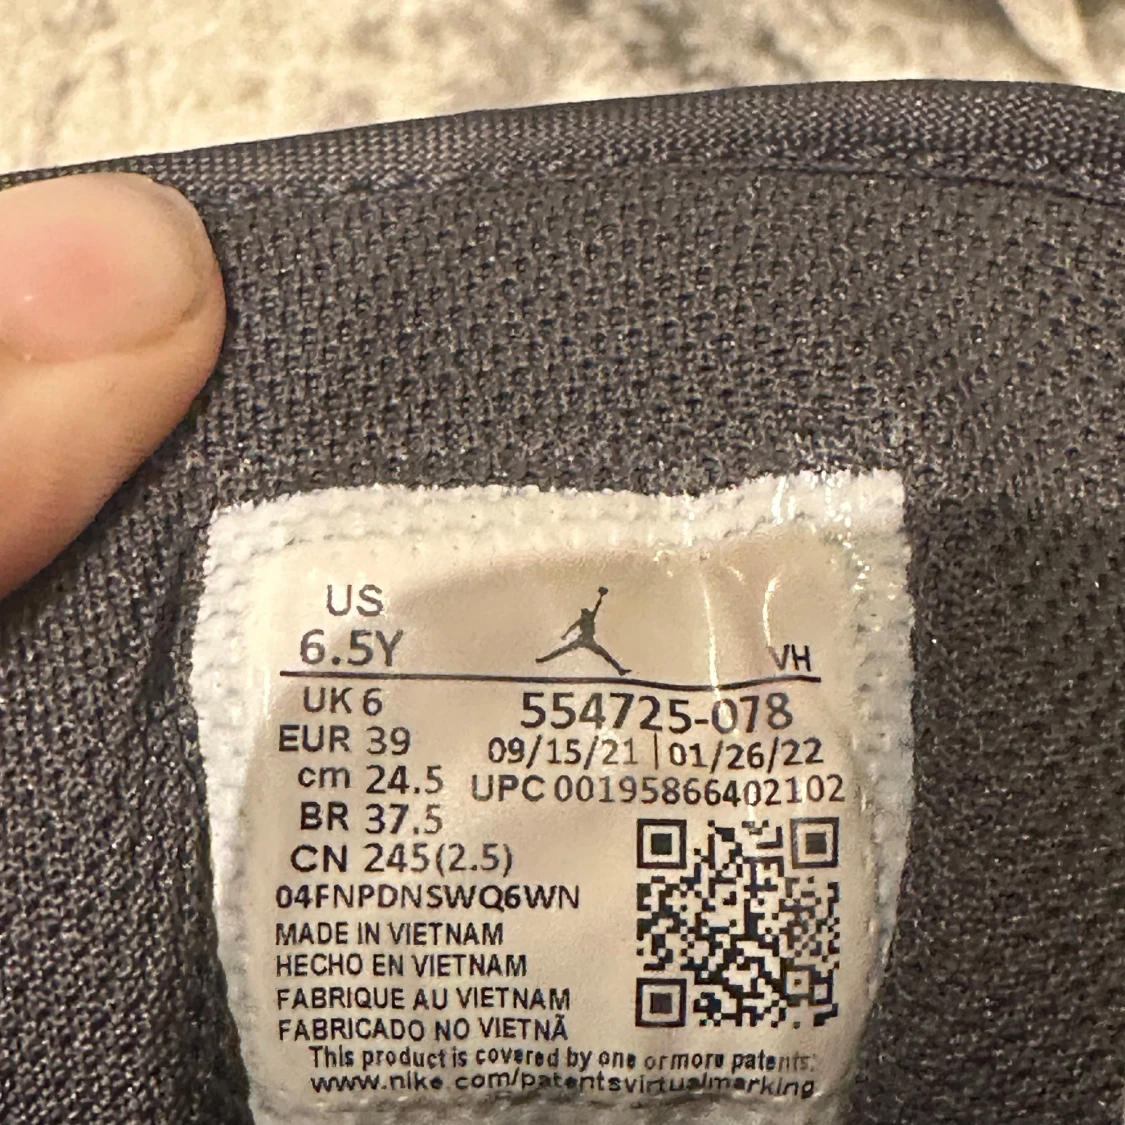 US
6.5Y
VH
UK 6
554725-078
EUR 39
09/15/21 | 01/26/22
cm 24.5
UPC 00195866402102
BR 37.5
CN 245(2.5)
04FNPDNSWQ6WN
MADE IN VIETNAM
HECHO EN VIETNAM
FABRIQUE AU VIETNAM
FABRICADO NO VIETNÃ
This product is covered by one or more patents:
www.nike.com/patentsvirtualmarking